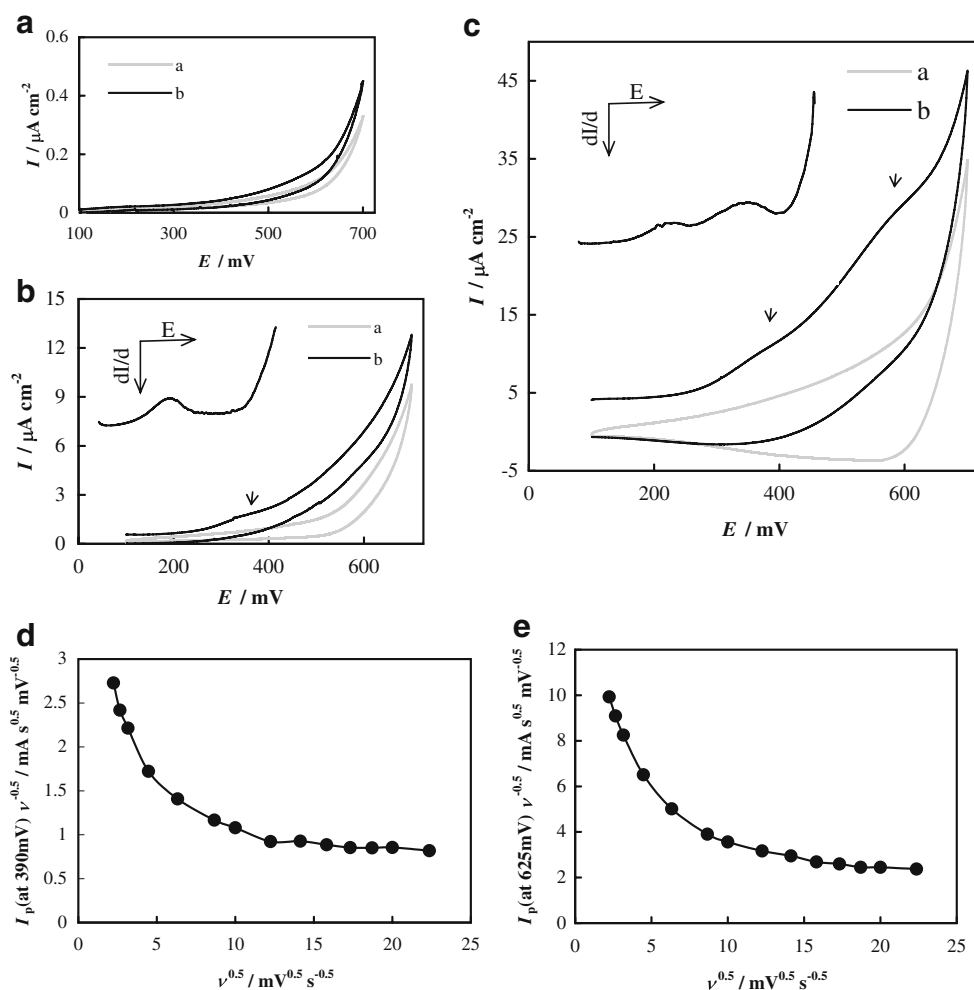 a
0.6
0.4
0.2
0
a
b
I / µA cm-2
100 300 500 700
E / mV
b
15
12
9
6
3
0
E
dI/d
a
b
I / µA cm-2
0 200 400 600
E / mV
c
45
35
25
15
5
-5
E
dI/d
a
b
I / µA cm-2
0 200 400 600
E / mV
d
3
2.5
2
1.5
1
0.5
0
Ip(at 390mV) ν-0.5 / mA s0.5 mV-0.5
0 5 10 15 20 25
ν0.5 / mV0.5 s-0.5
e
12
10
8
6
4
2
0
Ip(at 625mV) ν-0.5 / mA s0.5 mV-0.5
0 5 10 15 20 25
ν0.5 / mV0.5 s-0.5